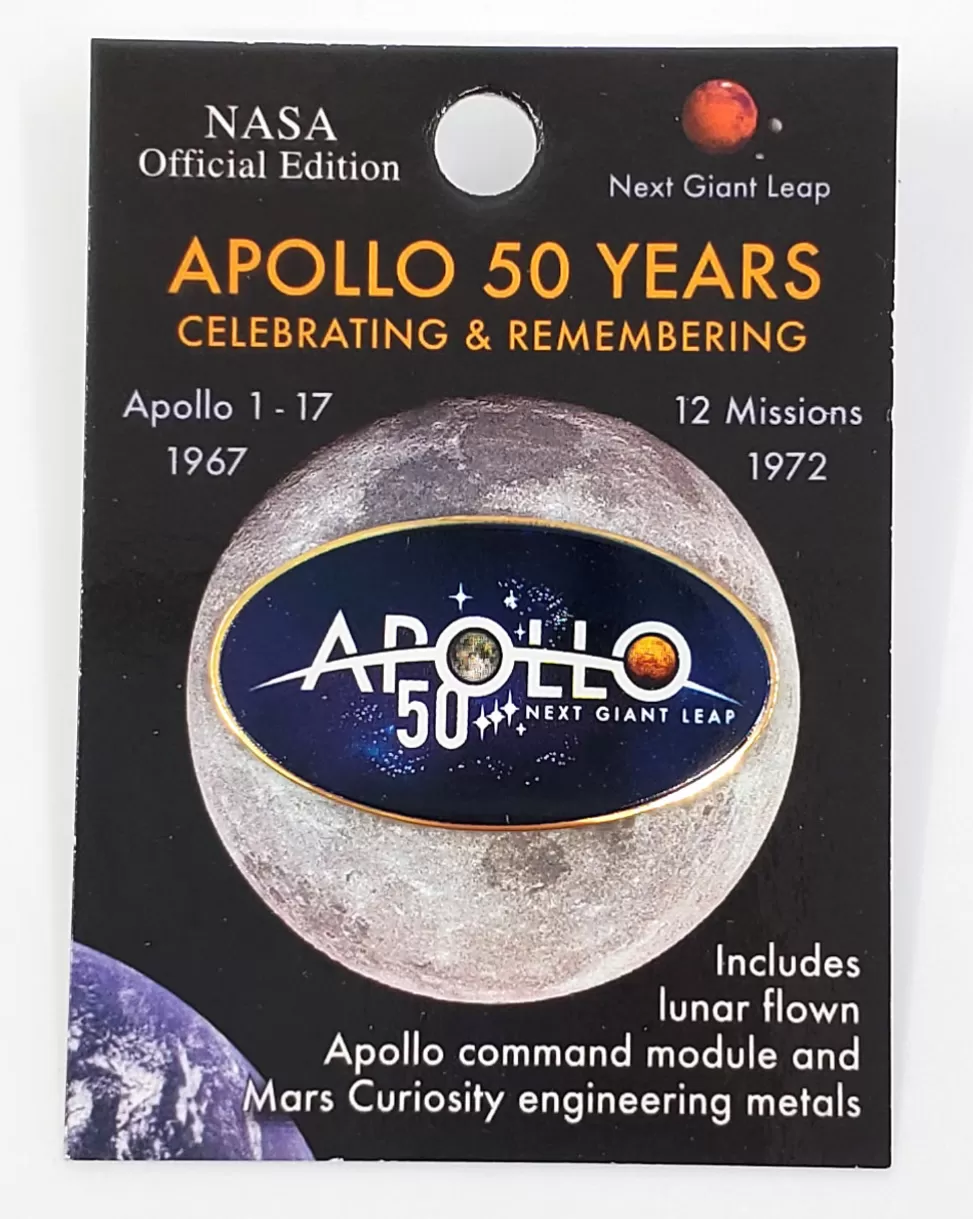 NASA
Official Edition
Next Giant Leap
APOLLO 50 YEARS
CELEBRATING & REMEMBERING
Apollo 1 - 17
1967
12 Missions
1972
APOLLO
50
NEXT GIANT LEAP
Includes
lunar flown
Apollo command module and
Mars Curiosity engineering metals